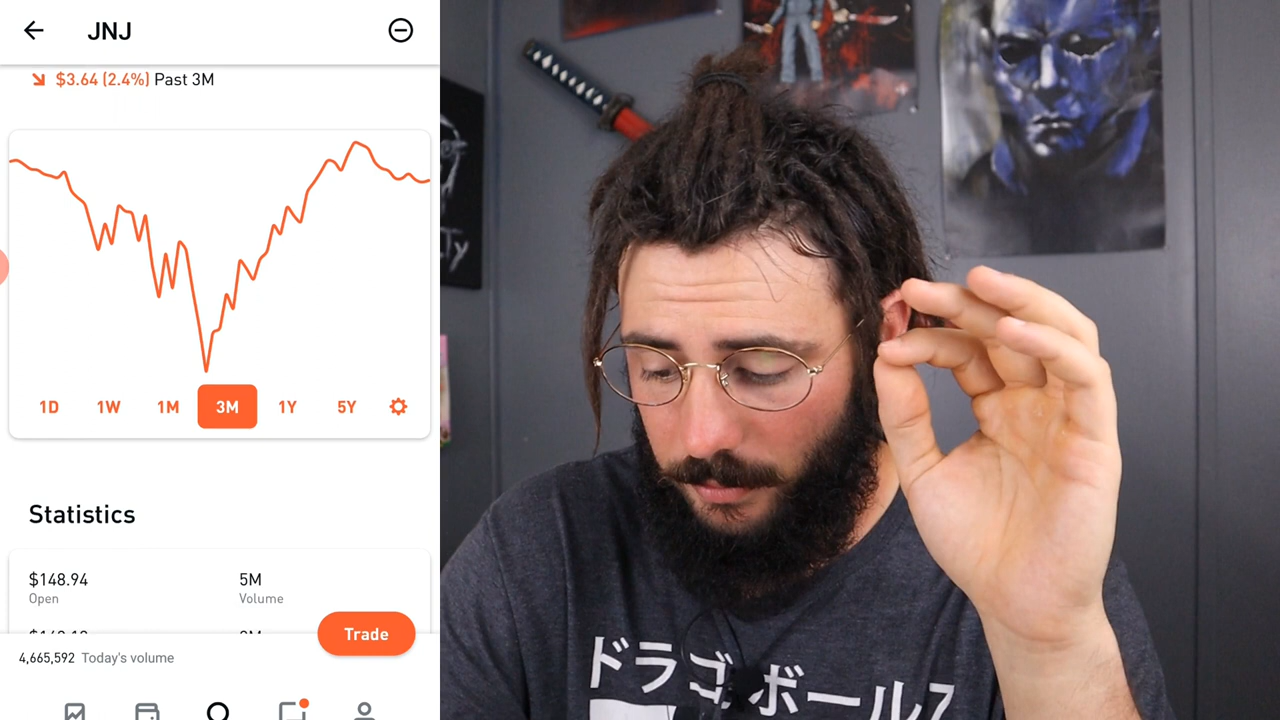 JNJ
$3.64 (2.4%) Past 3M
1D 1W 1M 3M 1Y 5Y
Statistics
$148.94 5M
Open Volume
Trade
4,665,592 Today's volume
Ty
ドラゴンボールZ